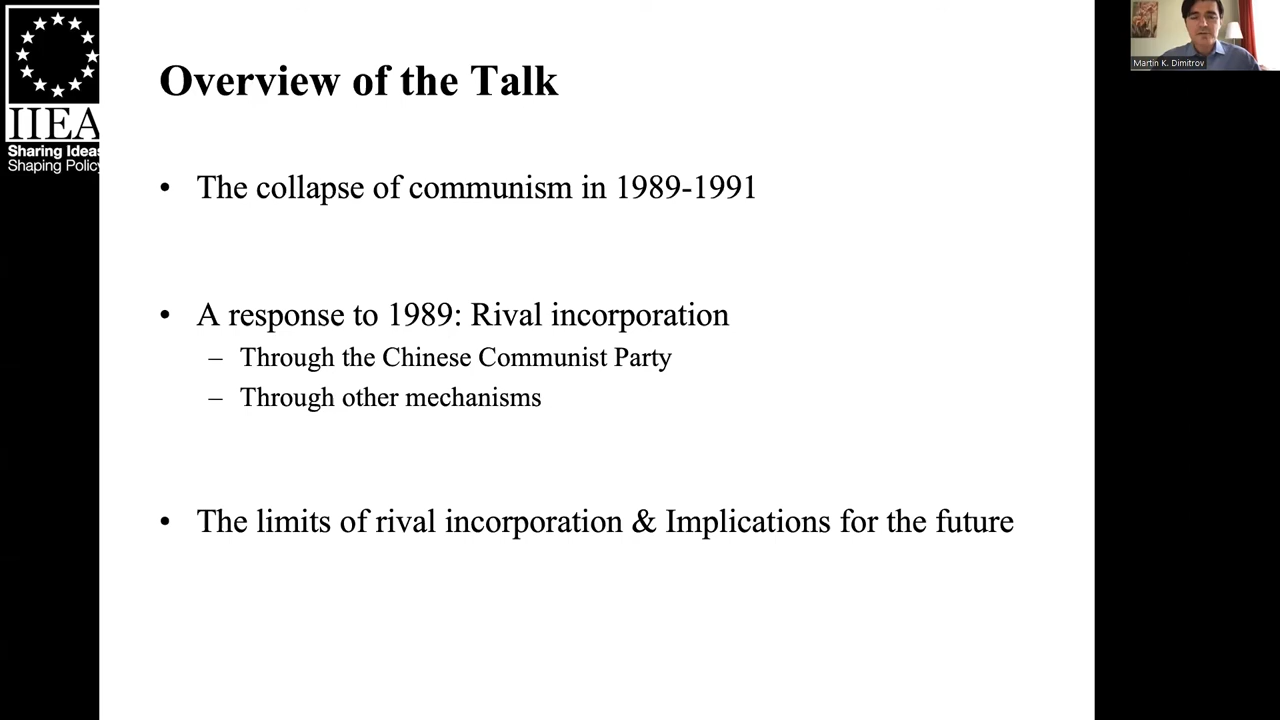 IIEA
Sharing Ideas
Shaping Policy
Martin K. Dimitrov
Overview of the Talk
• The collapse of communism in 1989-1991
• A response to 1989: Rival incorporation
– Through the Chinese Communist Party
– Through other mechanisms
• The limits of rival incorporation & Implications for the future